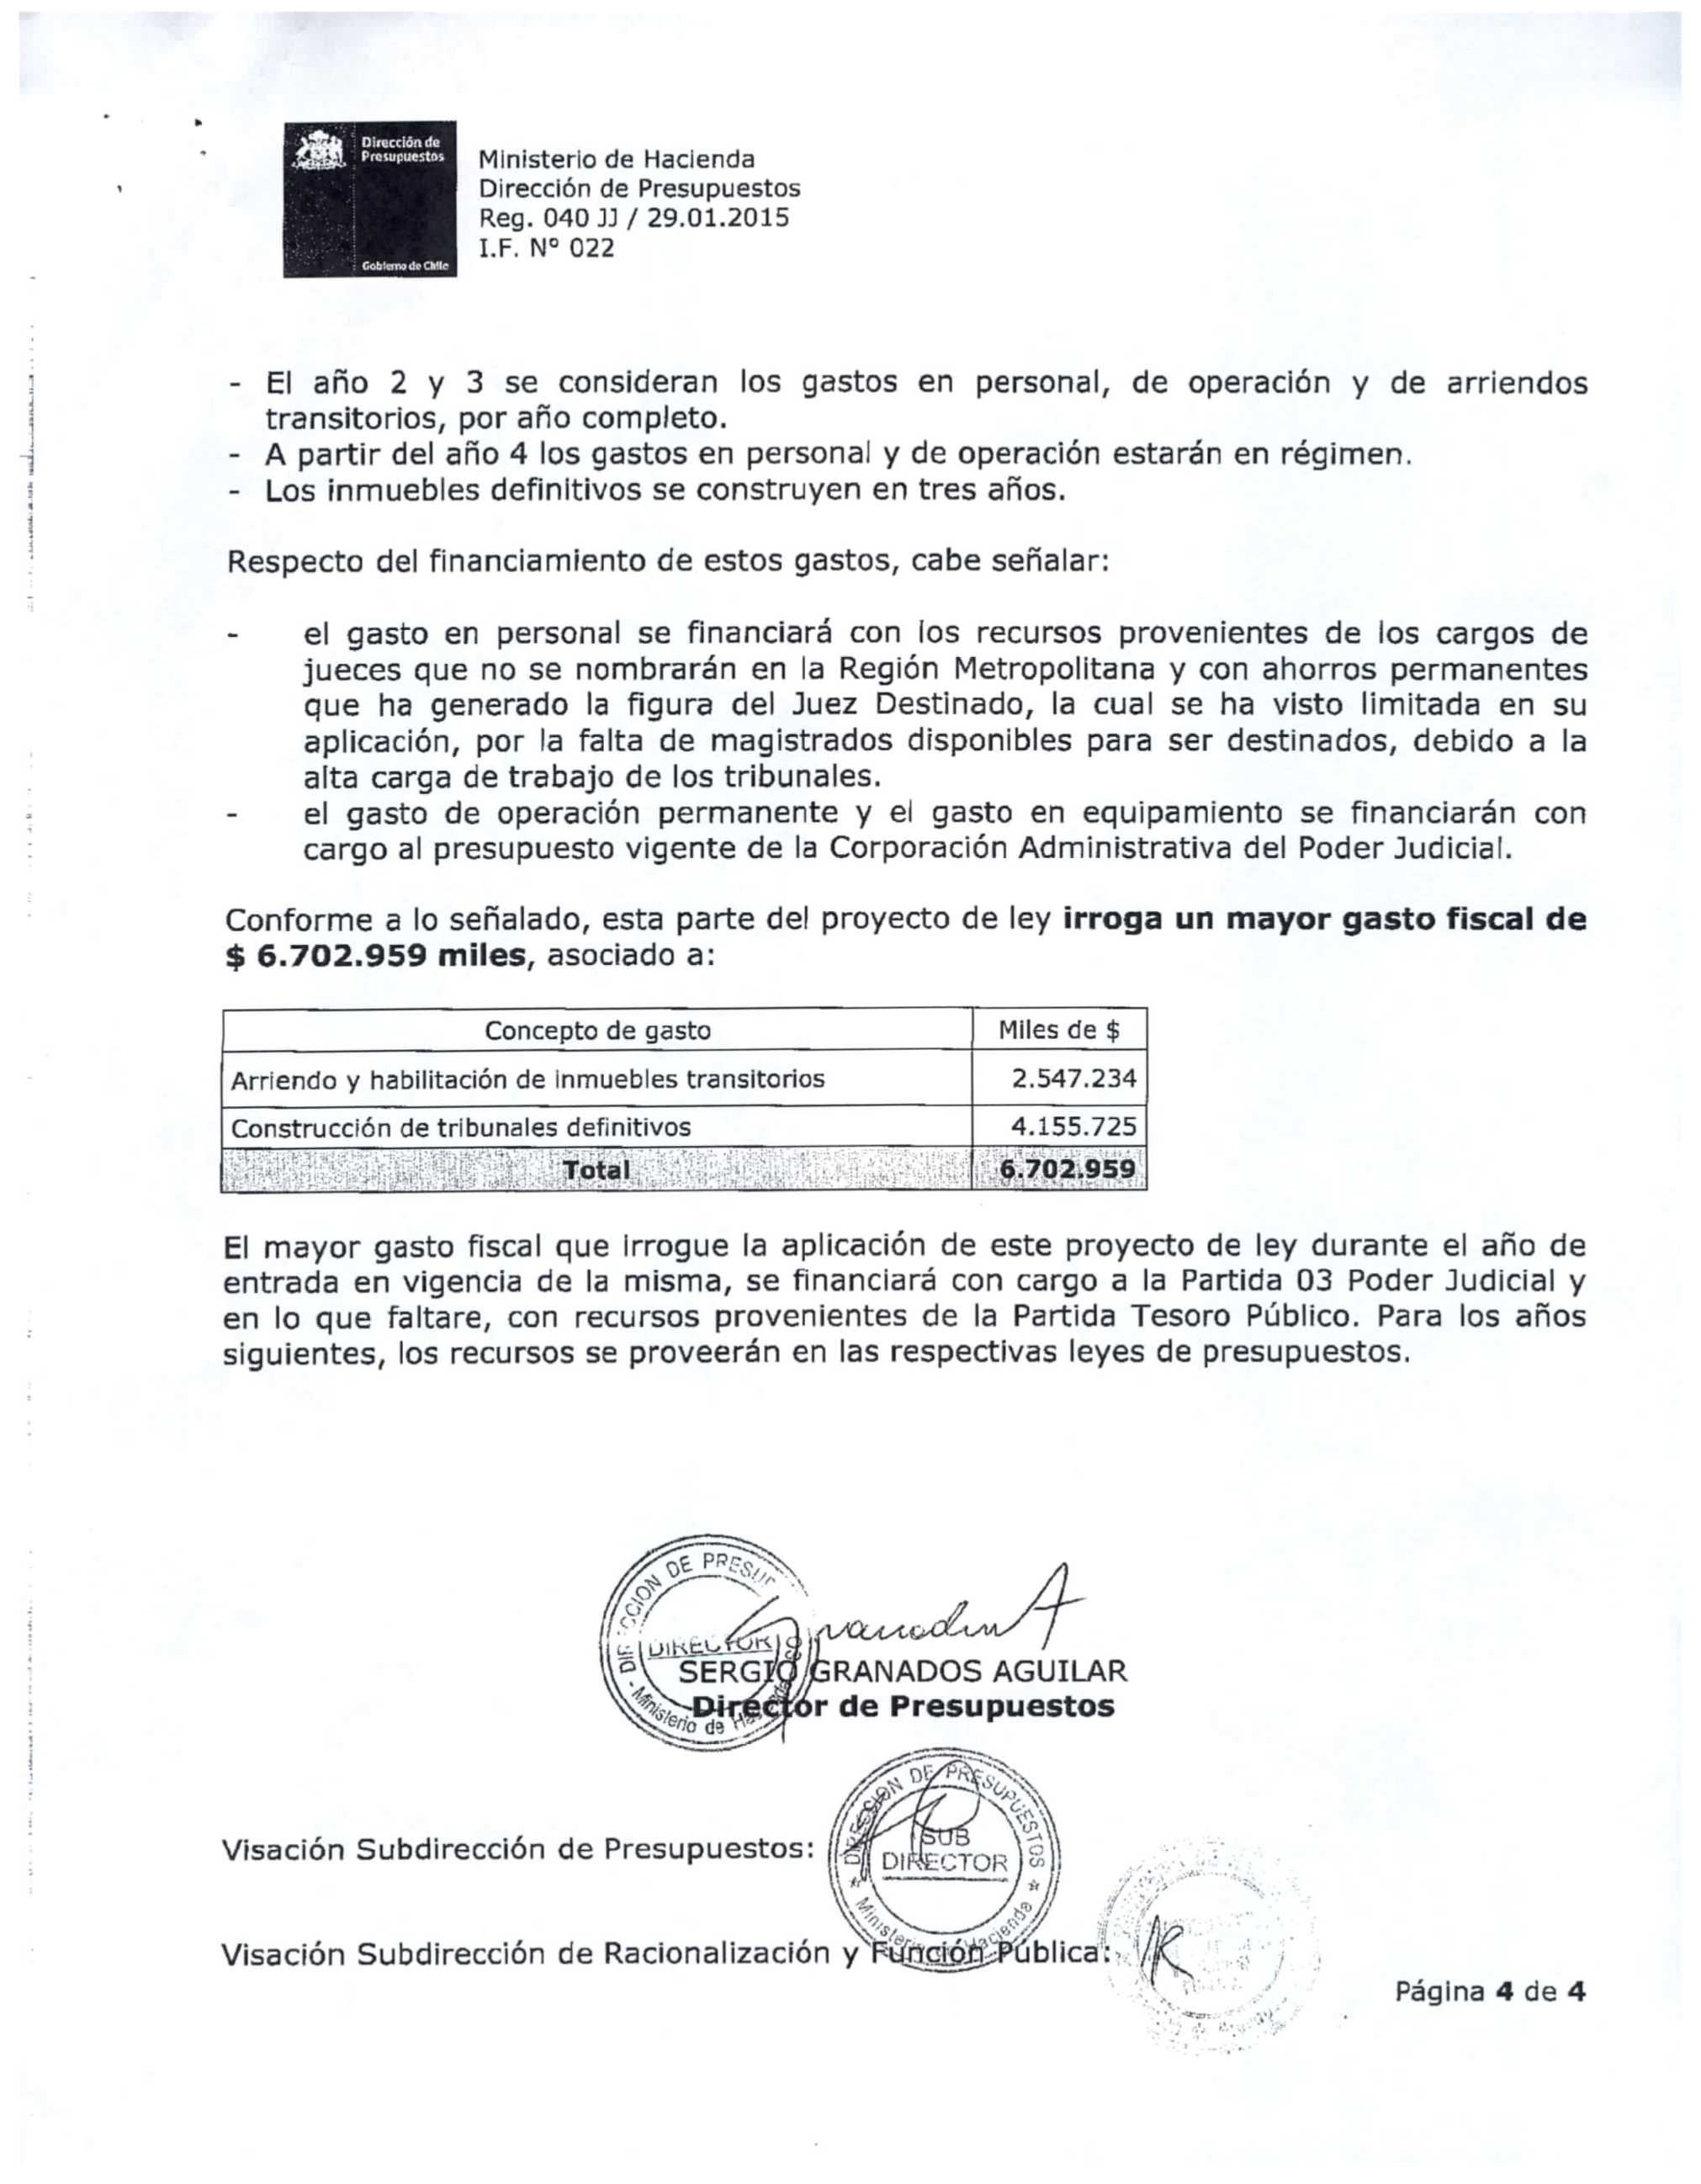 Dirección de
Presupuestos
Gobierno de Chile
Ministerio de Hacienda
Dirección de Presupuestos
Reg. 040 JJ / 29.01.2015
I.F. Nº 022
- El año 2 y 3 se consideran los gastos en personal, de operación y de arriendos
transitorios, por año completo.
- A partir del año 4 los gastos en personal y de operación estarán en régimen.
- Los inmuebles definitivos se construyen en tres años.
Respecto del financiamiento de estos gastos, cabe señalar:
- el gasto en personal se financiará con los recursos provenientes de los cargos de
jueces que no se nombrarán en la Región Metropolitana y con ahorros permanentes
que ha generado la figura del Juez Destinado, la cual se ha visto limitada en su
aplicación, por la falta de magistrados disponibles para ser destinados, debido a la
alta carga de trabajo de los tribunales.
- el gasto de operación permanente y el gasto en equipamiento se financiarán con
cargo al presupuesto vigente de la Corporación Administrativa del Poder Judicial.
Conforme a lo señalado, esta parte del proyecto de ley irroga un mayor gasto fiscal de
$ 6.702.959 miles, asociado a:
Concepto de gasto Miles de $
Arriendo y habilitación de inmuebles transitorios 2.547.234
Construcción de tribunales definitivos 4.155.725
Total 6.702.959
El mayor gasto fiscal que irrogue la aplicación de este proyecto de ley durante el año de
entrada en vigencia de la misma, se financiará con cargo a la Partida 03 Poder Judicial y
en lo que faltare, con recursos provenientes de la Partida Tesoro Público. Para los años
siguientes, los recursos se proveerán en las respectivas leyes de presupuestos.
DIRECTOR
SERGIO GRANADOS AGUILAR
Director de Presupuestos
DIRECCION DE PRESUPUESTOS
SUB
DIRECTOR
Ministerio de Hacienda
Visación Subdirección de Presupuestos:
Visación Subdirección de Racionalización y Función Pública:
Página 4 de 4